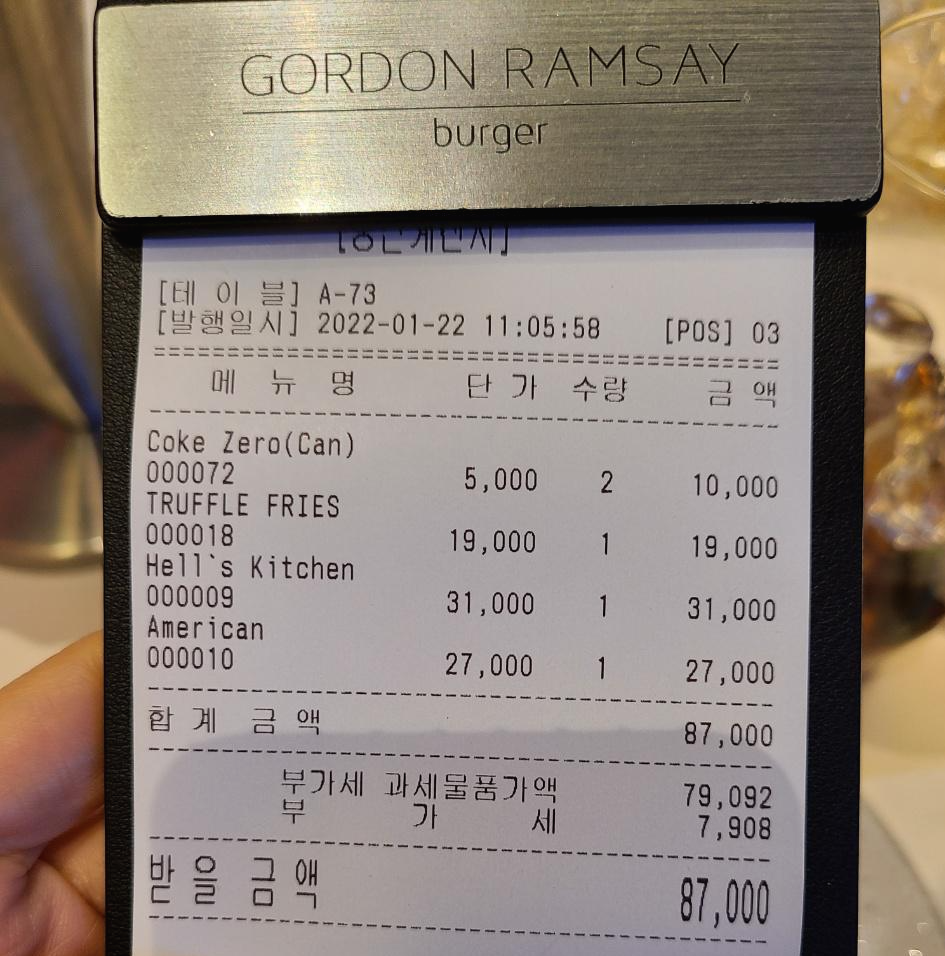 GORDON RAMSAY
burger
[테 이 블] A-73
[발행일시] 2022-01-22 11:05:58 [POS] 03
메 뉴 명 단 가 수량 금 액
Coke Zero(Can)
000072 5,000 2 10,000
TRUFFLE FRIES
000018 19,000 1 19,000
Hell`s Kitchen
000009 31,000 1 31,000
American
000010 27,000 1 27,000
합 계 금 액 87,000
부가세 과세물품가액 79,092
부 가 세 7,908
받 을 금 액 87,000